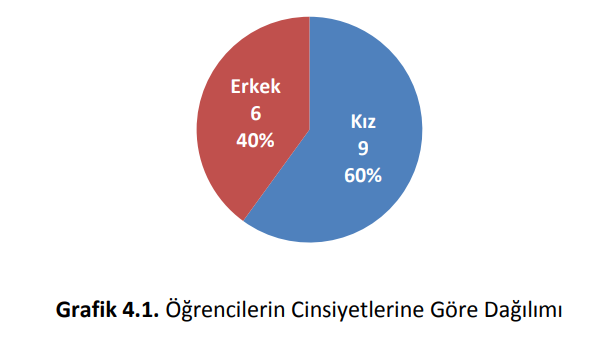 Erkek
6
40%
Kız
9
60%
Grafik 4.1. Öğrencilerin Cinsiyetlerine Göre Dağılımı